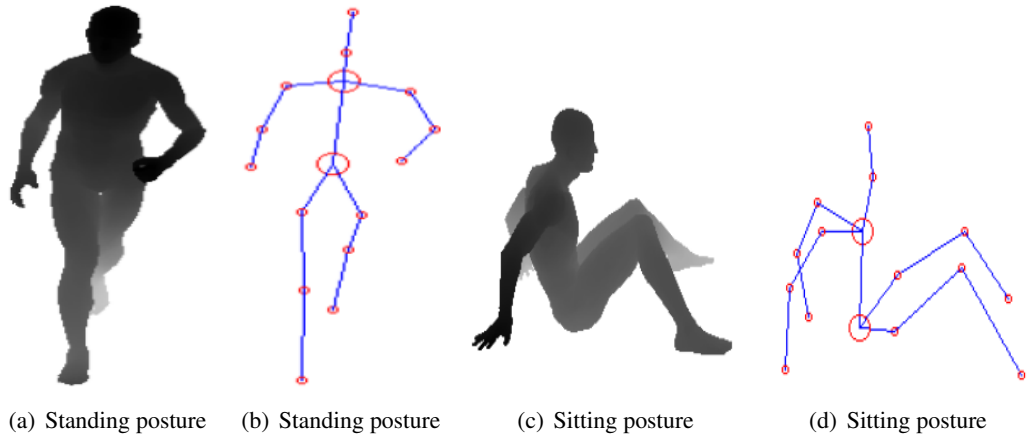 (a) Standing posture
(b) Standing posture
(c) Sitting posture
(d) Sitting posture